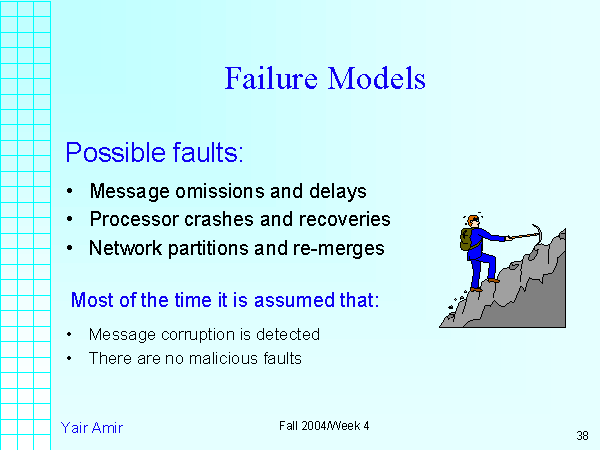 Failure Models
Possible faults:
• Message omissions and delays
• Processor crashes and recoveries
• Network partitions and re-merges
Most of the time it is assumed that:
• Message corruption is detected
• There are no malicious faults
Yair Amir
Fall 2004/Week 4
38